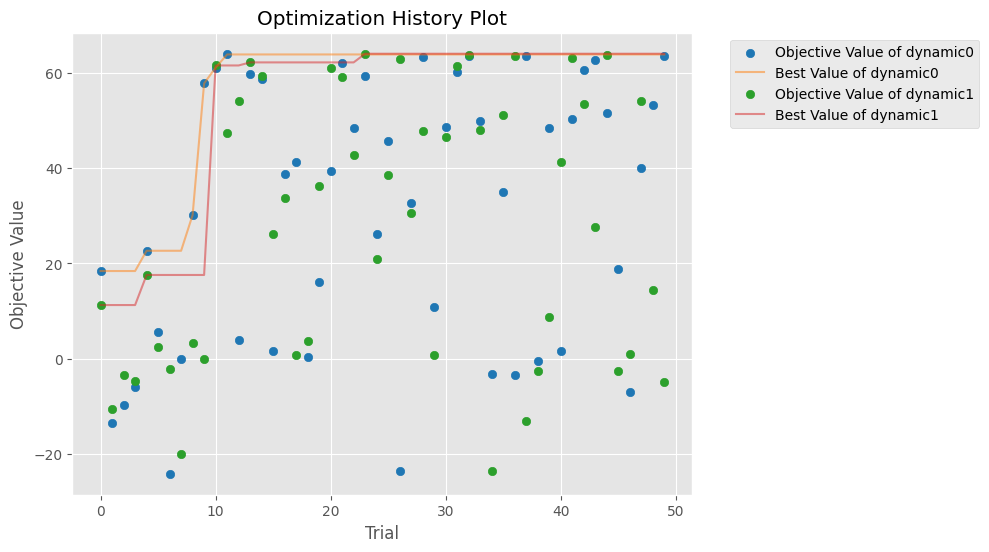 Optimization History Plot
Objective Value
60
40
20
0
−20
0
10
20
30
40
50
Trial
Objective Value of dynamic0
Best Value of dynamic0
Objective Value of dynamic1
Best Value of dynamic1